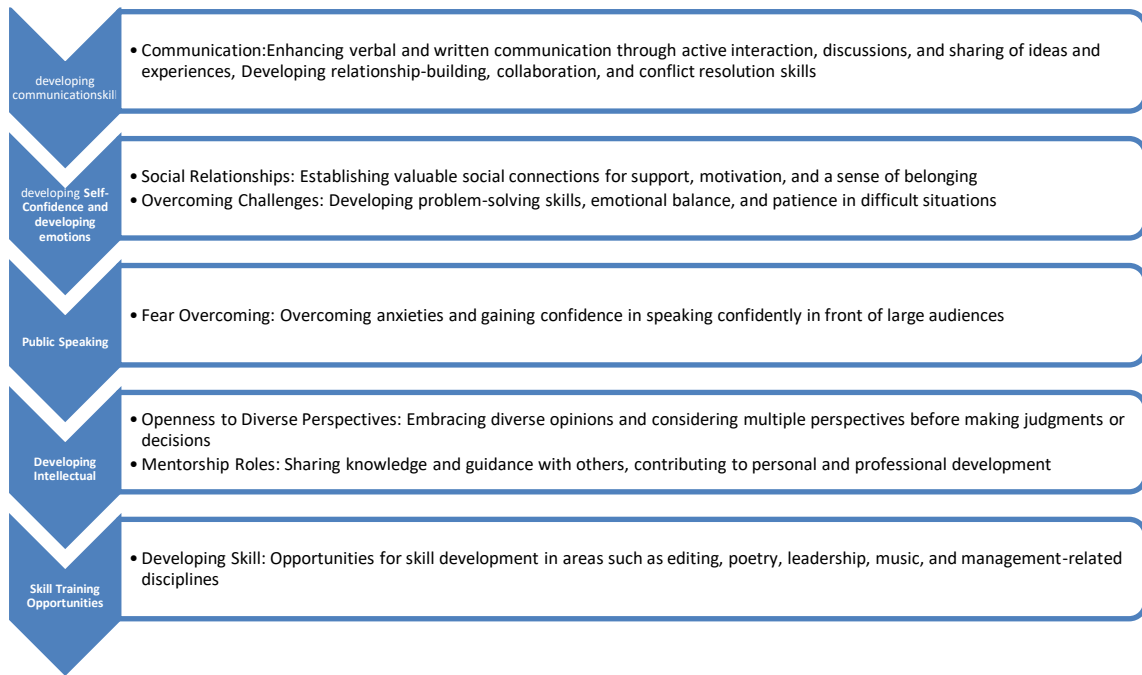 developing
communicationskill
• Communication:Enhancing verbal and written communication through active interaction, discussions, and sharing of ideas and
experiences, Developing relationship-building, collaboration, and conflict resolution skills
developing Self-
Confidence and
developing
emotions
• Social Relationships: Establishing valuable social connections for support, motivation, and a sense of belonging
• Overcoming Challenges: Developing problem-solving skills, emotional balance, and patience in difficult situations
Public Speaking
• Fear Overcoming: Overcoming anxieties and gaining confidence in speaking confidently in front of large audiences
Developing
Intellectual
• Openness to Diverse Perspectives: Embracing diverse opinions and considering multiple perspectives before making judgments or
decisions
• Mentorship Roles: Sharing knowledge and guidance with others, contributing to personal and professional development
Skill Training
Opportunities
• Developing Skill: Opportunities for skill development in areas such as editing, poetry, leadership, music, and management-related
disciplines